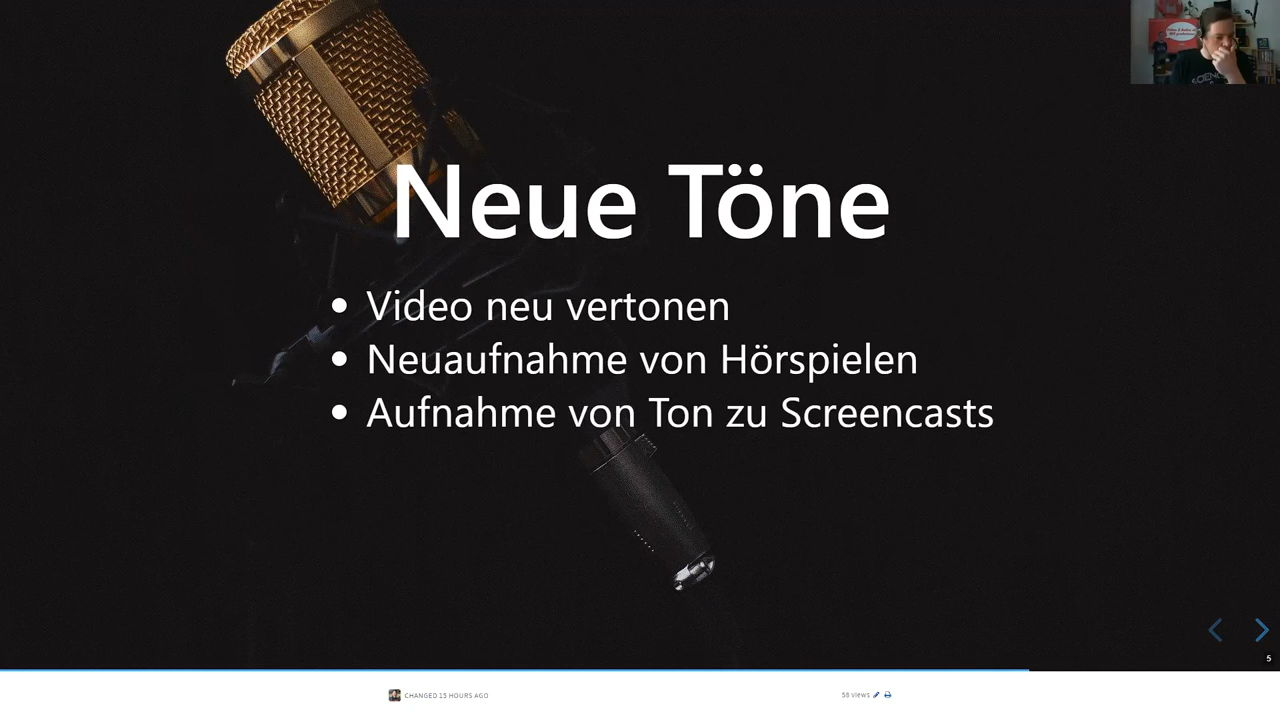 Neue Töne
Video neu vertonen
Neuaufnahme von Hörspielen
Aufnahme von Ton zu Screencasts
5
CHANGED 15 HOURS AGO
58 views